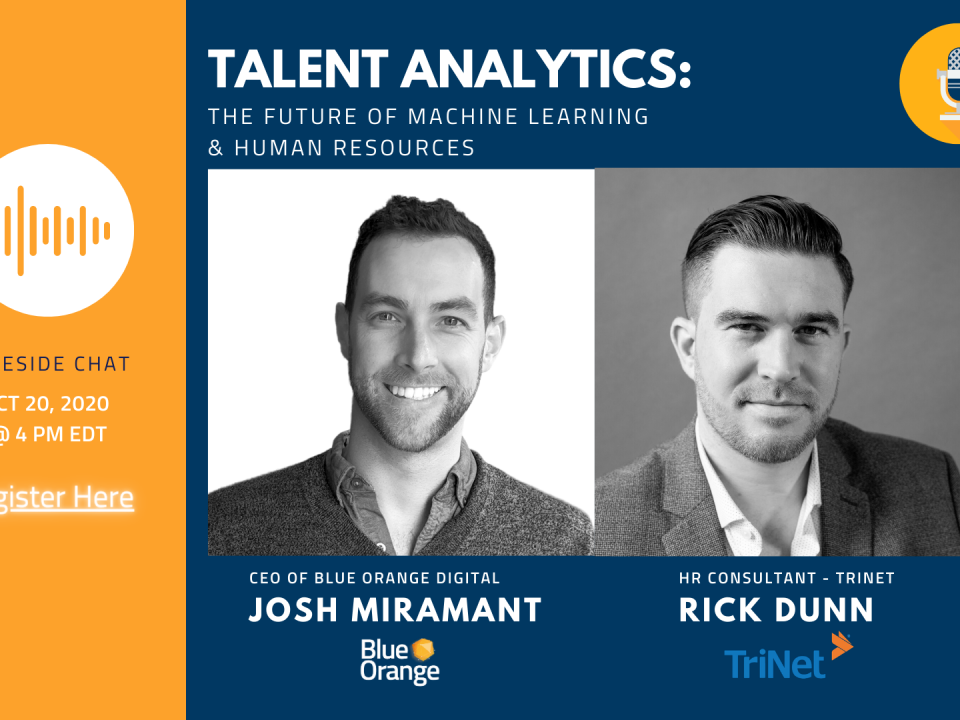 TALENT ANALYTICS:
THE FUTURE OF MACHINE LEARNING
& HUMAN RESOURCES
ESIDE CHAT
CT 20, 2020
@ 4 PM EDT
gister Here
CEO OF BLUE ORANGE DIGITAL
JOSH MIRAMANT
Blue
Orange
HR CONSULTANT - TRINET
RICK DUNN
TriNet